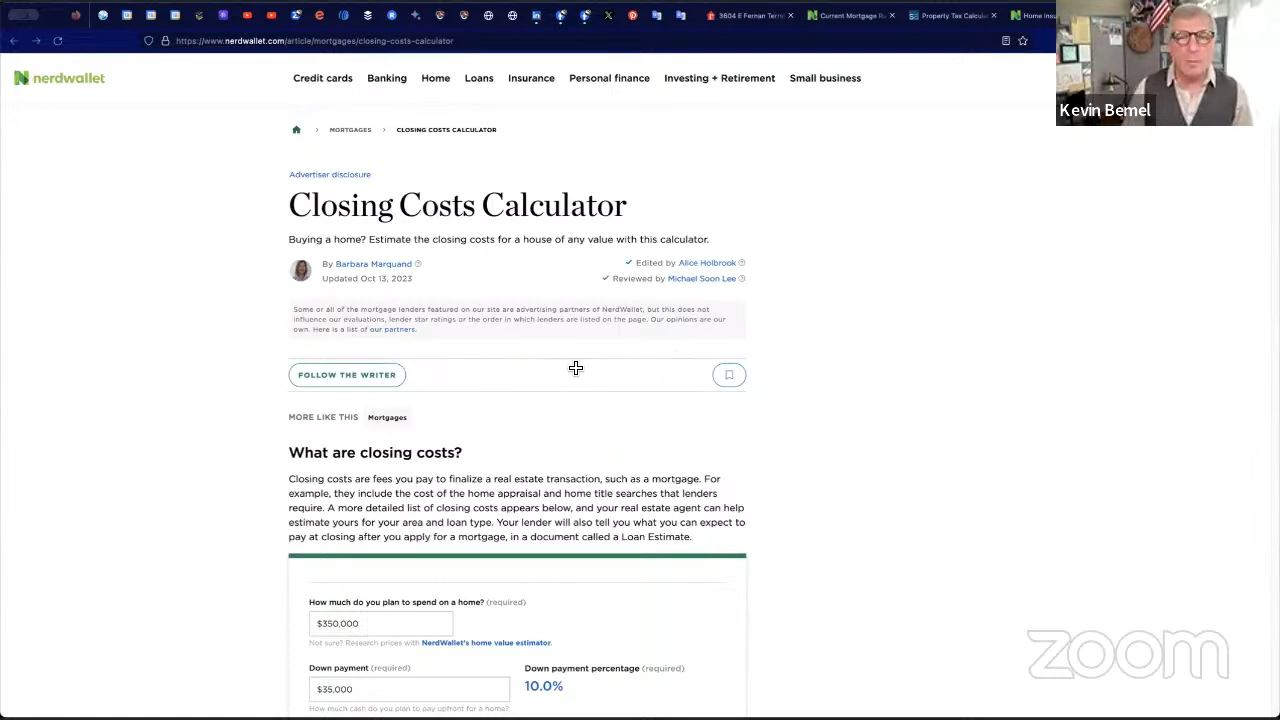 3604 E Fernan Terr
Current Mortgage Ra
Property Tax Calcula
Home Ins
https://www.nerdwallet.com/article/mortgages/closing-costs-calculator
nerdwallet
Credit cards Banking Home Loans Insurance Personal finance Investing + Retirement Small business
Kevin Bemel
MORTGAGES > CLOSING COSTS CALCULATOR
Advertiser disclosure
Closing Costs Calculator
Buying a home? Estimate the closing costs for a house of any value with this calculator.
By Barbara Marquand
Updated Oct 13, 2023
Edited by Alice Holbrook
Reviewed by Michael Soon Lee
Some or all of the mortgage lenders featured on our site are advertising partners of NerdWallet, but this does not
influence our evaluations, lender star ratings or the order in which lenders are listed on the page. Our opinions are our
own. Here is a list of our partners.
FOLLOW THE WRITER
MORE LIKE THIS Mortgages
What are closing costs?
Closing costs are fees you pay to finalize a real estate transaction, such as a mortgage. For
example, they include the cost of the home appraisal and home title searches that lenders
require. A more detailed list of closing costs appears below, and your real estate agent can help
estimate yours for your area and loan type. Your lender will also tell you what you can expect to
pay at closing after you apply for a mortgage, in a document called a Loan Estimate.
How much do you plan to spend on a home? (required)
$350,000
Not sure? Research prices with NerdWallet's home value estimator.
Down payment (required)
$35,000
How much cash do you plan to pay upfront for a home?
Down payment percentage (required)
10.0%
zoom